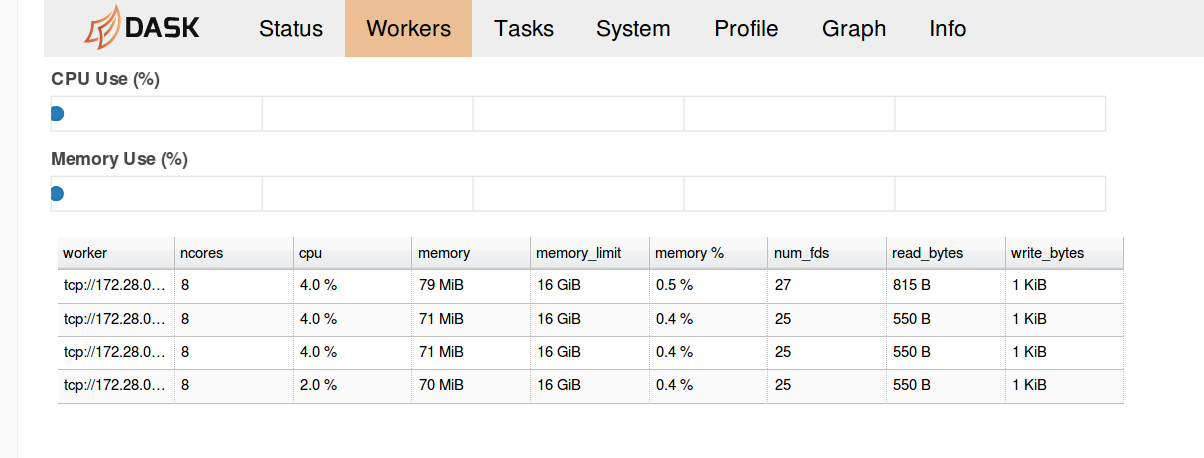 DASK Status Workers Tasks System Profile Graph Info
CPU Use (%)
Memory Use (%)
worker ncores cpu memory memory_limit memory % num_fds read_bytes write_bytes
tcp://172.28.0... 8 4.0 % 79 MiB 16 GiB 0.5 % 27 815 B 1 KiB
tcp://172.28.0... 8 4.0 % 71 MiB 16 GiB 0.4 % 25 550 B 1 KiB
tcp://172.28.0... 8 4.0 % 71 MiB 16 GiB 0.4 % 25 550 B 1 KiB
tcp://172.28.0... 8 2.0 % 70 MiB 16 GiB 0.4 % 25 550 B 1 KiB